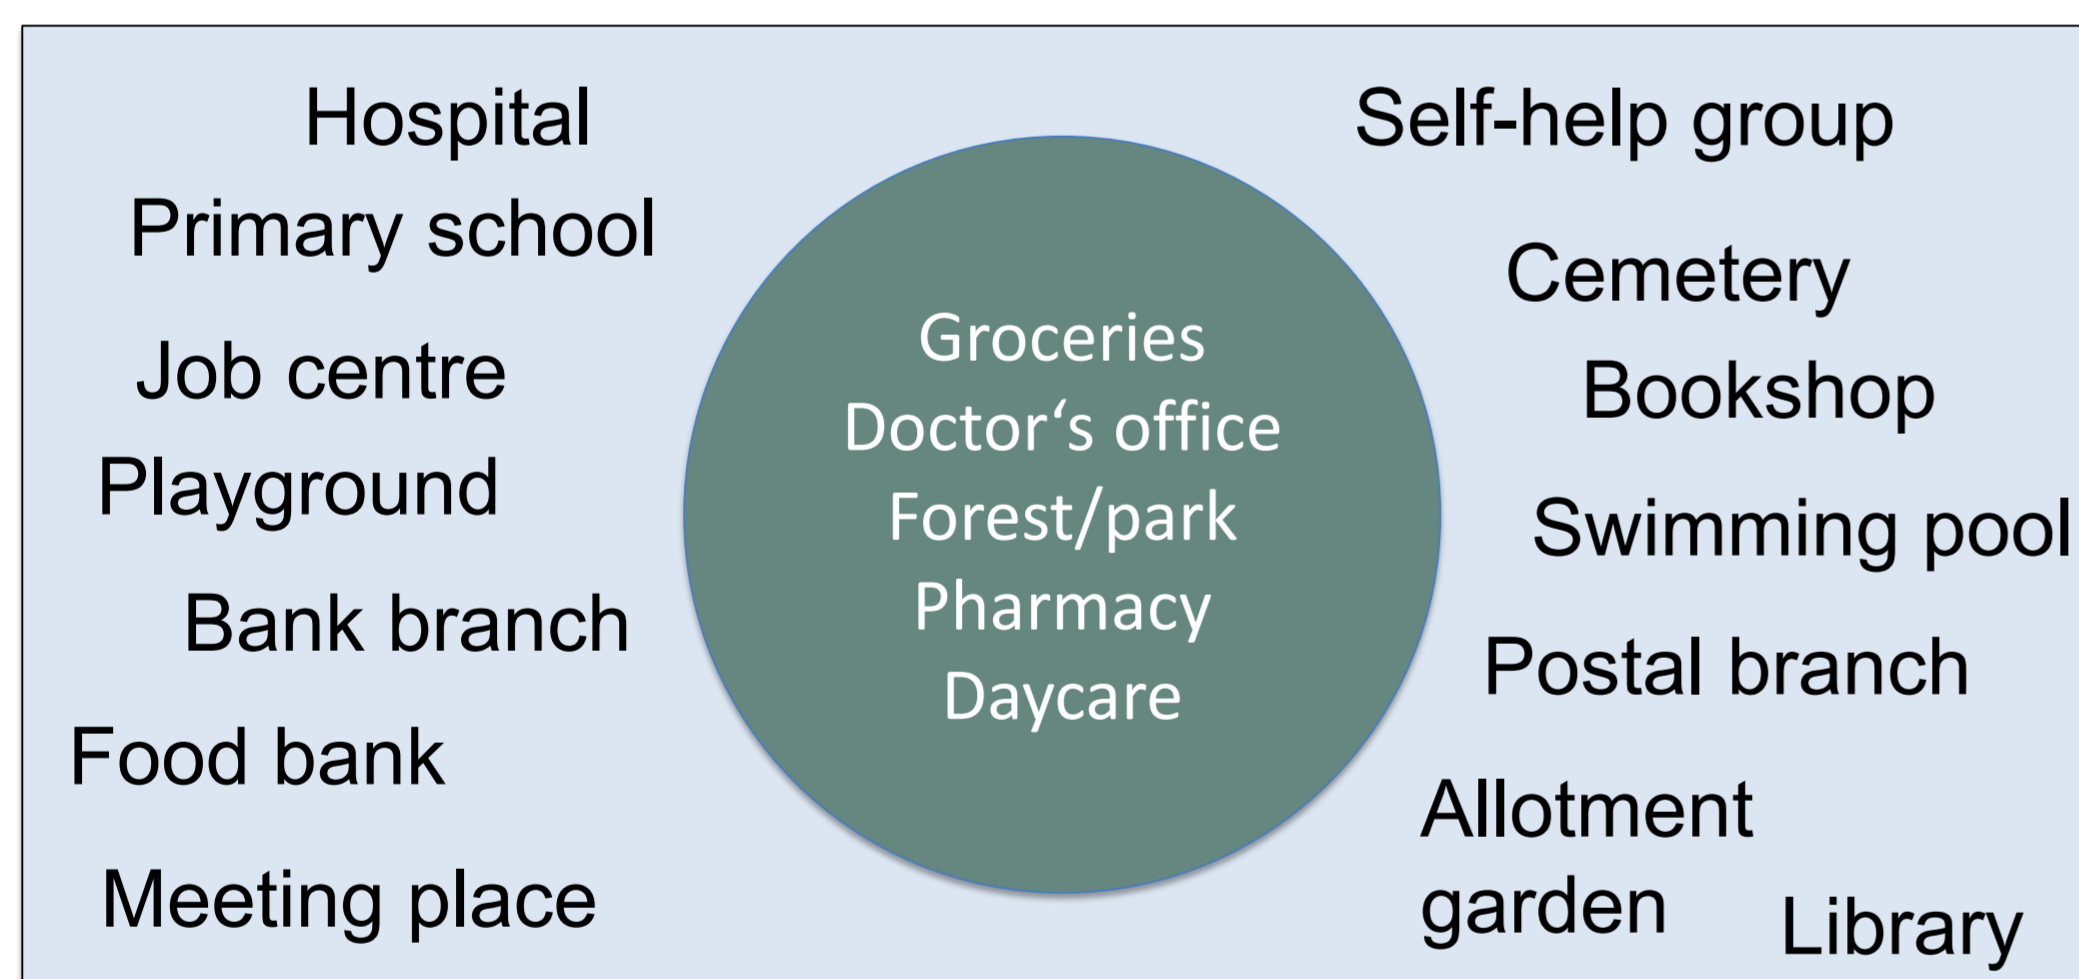 Hospital
Primary school
Job centre
Playground
Bank branch
Food bank
Meeting place
Groceries
Doctor‘s office
Forest/park
Pharmacy
Daycare
Self-help group
Cemetery
Bookshop
Swimming pool
Postal branch
Allotment
garden
Library